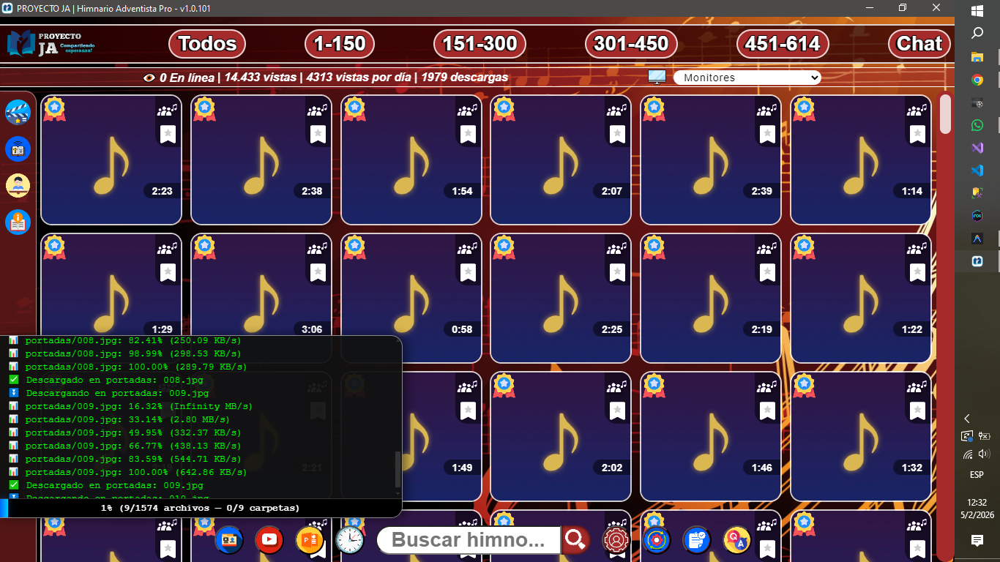 PROYECTO JA | Himnario Adventista Pro - v1.0.101
PROYECTO
JA
Compartiendo
esperanza!
Todos
1-150
151-300
301-450
451-614
Chat
0 En línea | 14.433 vistas | 4313 vistas por dia | 1979 descargas
Monitores
2:23
2:38
1:54
2:07
2:39
1:14
1:29
3:06
0:58
2:25
2:19
1:22
2:21
1:49
2:02
1:46
1:32
portadas/008.jpg: 82.41% (250.09 KB/s)
portadas/008.jpg: 98.99% (298.53 KB/s)
portadas/008.jpg: 100.00% (289.79 KB/s)
Descargado en portadas: 008.jpg
Descargando en portadas: 009.jpg
portadas/009.jpg: 16.32% (Infinity MB/s)
portadas/009.jpg: 33.14% (2.80 MB/s)
portadas/009.jpg: 49.95% (332.37 KB/s)
portadas/009.jpg: 66.77% (438.13 KB/s)
portadas/009.jpg: 83.59% (544.71 KB/s)
portadas/009.jpg: 100.00% (642.86 KB/s)
Descargado en portadas: 009.jpg
Descargando en portadas: 010.jpg
1% (9/1574 archivos — 0/9 carpetas)
Buscar himno...
Q
A
ESP
12:32
5/2/2026